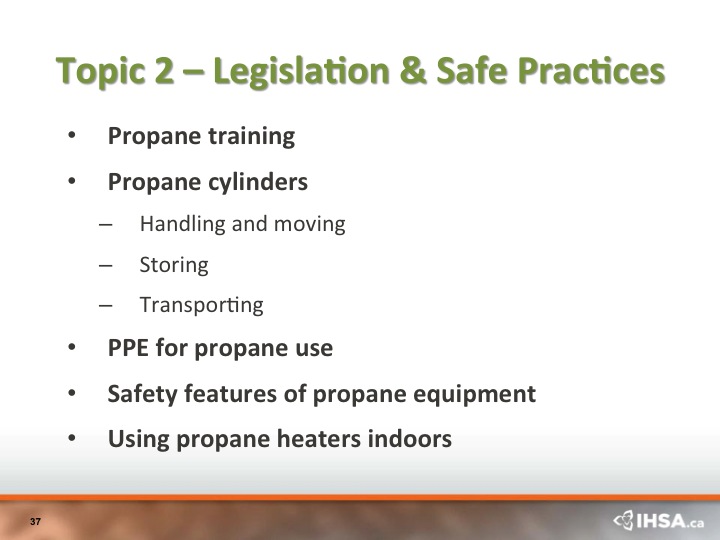 Topic 2 – Legislation & Safe Practices
• Propane training
• Propane cylinders
– Handling and moving
– Storing
– Transporting
• PPE for propane use
• Safety features of propane equipment
• Using propane heaters indoors
37
IHSA.ca